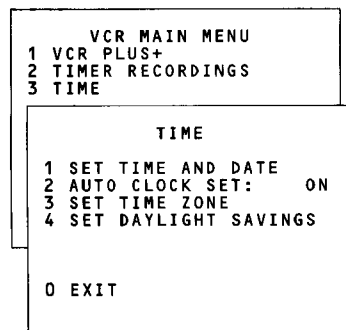 VCR MAIN MENU
1 VCR PLUS+
2 TIMER RECORDINGS
3 TIME
TIME
1 SET TIME AND DATE
2 AUTO CLOCK SET: ON
3 SET TIME ZONE
4 SET DAYLIGHT SAVINGS
0 EXIT